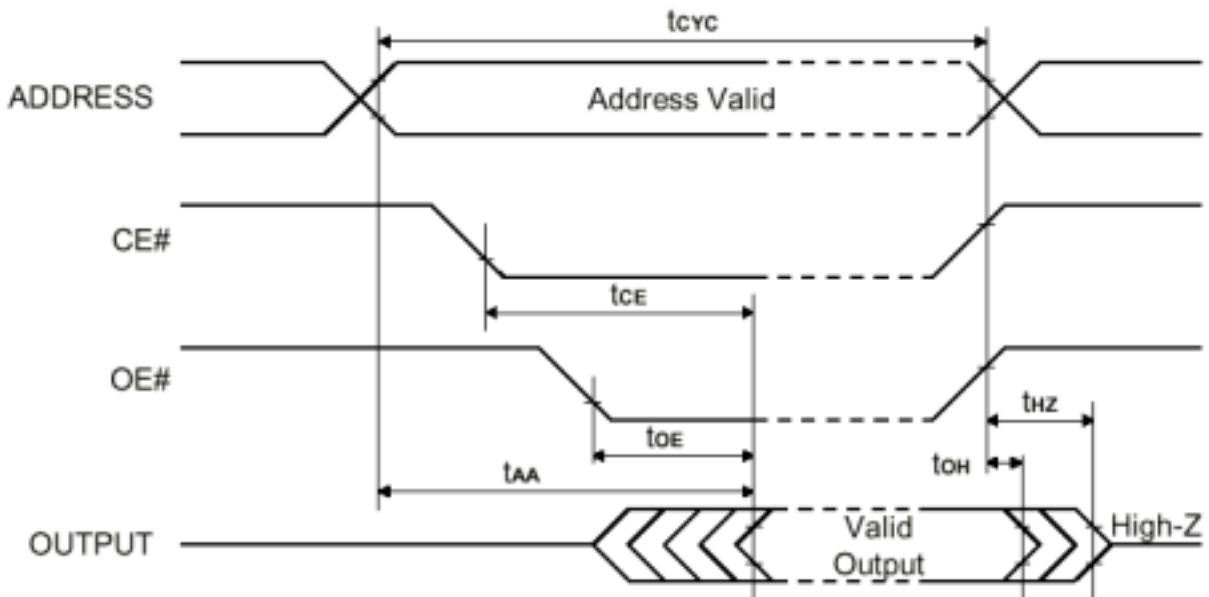 tCYC
ADDRESS
Address Valid
CE#
tCE
OE#
tHZ
tOE
tOH
tAA
OUTPUT
Valid
Output
High-Z